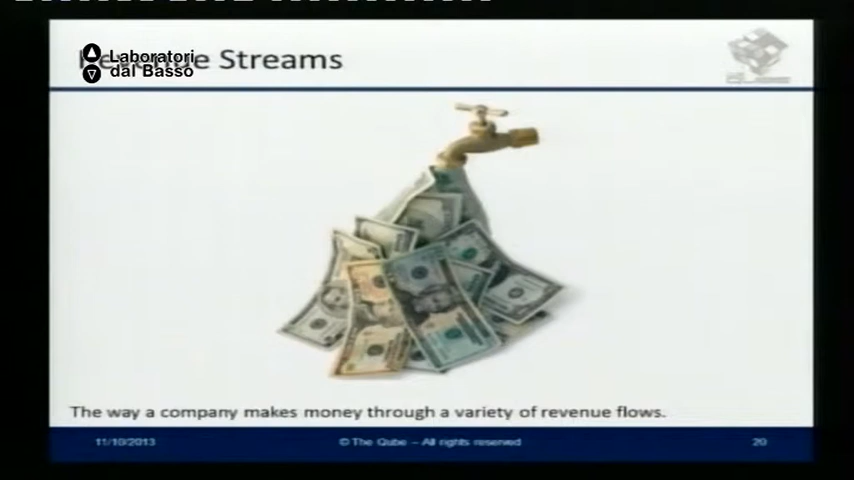 Revenue Streams
Laboratori
dal Basso
The way a company makes money through a variety of revenue flows.
11/10/2013
© The Qube – All rights reserved
20